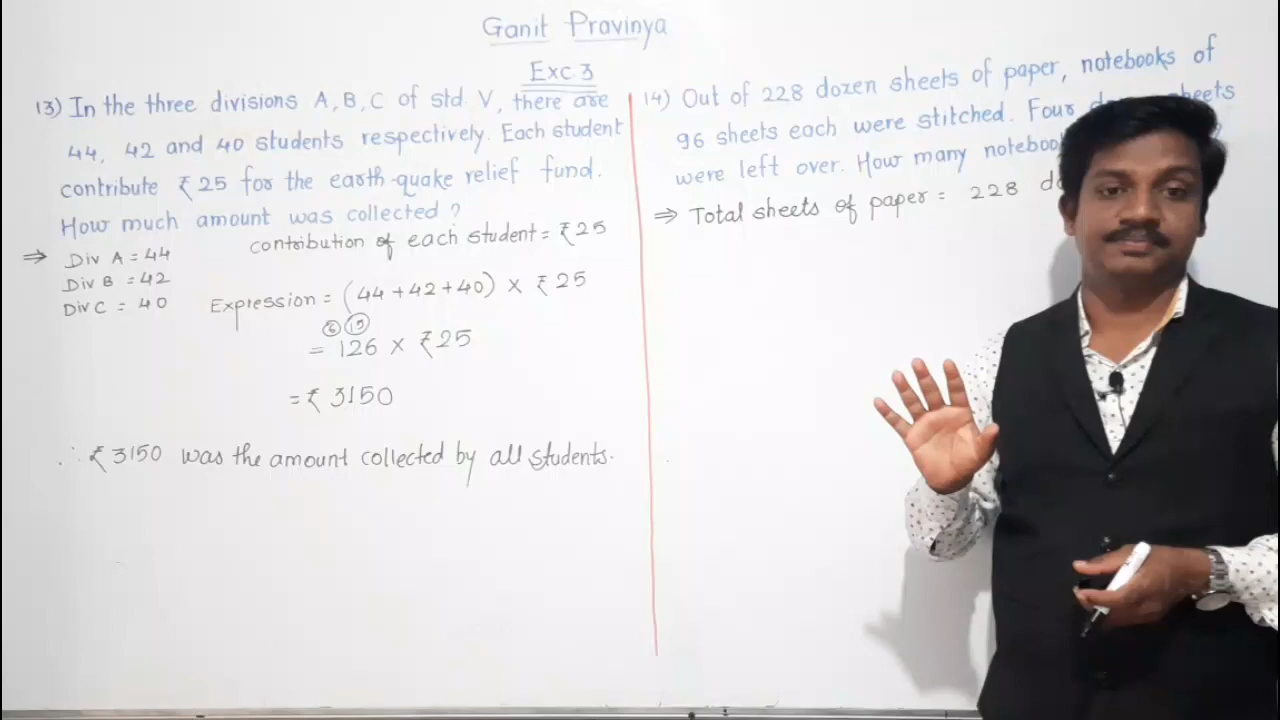 Ganit Pravinya
Exc 3
13) In the three divisions A, B, C of std. V, there are
44, 42 and 40 students respectively. Each student
contribute ₹ 25 for the earth-quake relief fund.
How much amount was collected ?
⇒ Div A = 44
Div B = 42
Div C = 40
contribution of each student = ₹ 25
Expression = (44 + 42 + 40) × ₹ 25
= 126 × ₹ 25
= ₹ 3150
∴ ₹ 3150 was the amount collected by all students.
14) Out of 228 dozen sheets of paper, notebooks of
96 sheets each were stitched. Four sheets
were left over. How many
⇒ Total sheets of paper = 228